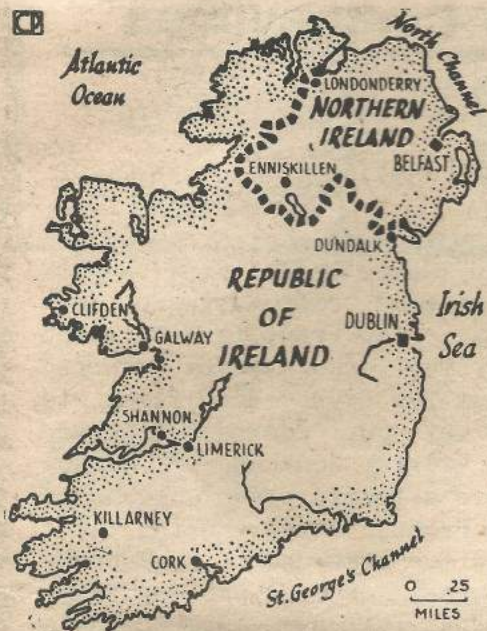 CP
Atlantic
Ocean
North Channel
LONDONDERRY
NORTHERN
IRELAND
ENNISKILLEN
BELFAST
DUNDALK
REPUBLIC
OF
IRELAND
Irish
Sea
DUBLIN
CLIFDEN
GALWAY
SHANNON
LIMERICK
KILLARNEY
CORK
St. George's Channel
0 25
MILES